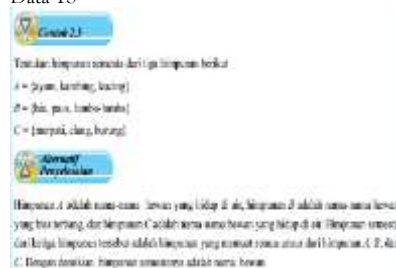 Data 13
Contoh 2.3
Tentukan himpunan semesta dari tiga himpunan berikut
A = {ayam, kambing, kucing}
B = {hiu, paus, lumba-lumba}
C = {merpati, elang, burung}
Alternatif
Penyelesaian
Himpunan A adalah nama-nama hewan yang hidup di air, himpunan B adalah nama-nama hewan
yang bisa terbang, dan himpunan C adalah nama-nama hewan yang hidup di air. Himpunan semesta
dari ketiga himpunan tersebut adalah himpunan yang memuat semua unsur dari himpunan A, B, dan
C. Dengan demikian, himpunan semestanya adalah nama hewan